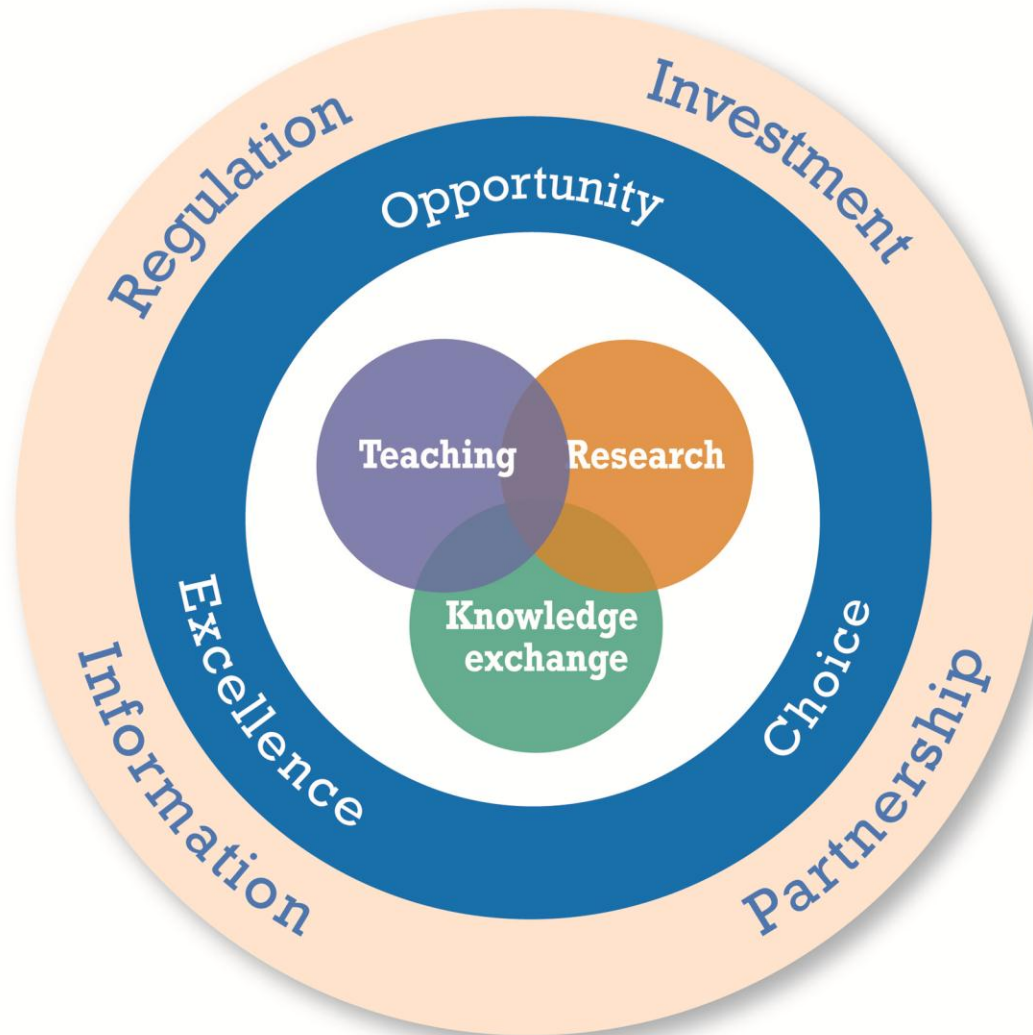 Regulation
Investment
Opportunity
Teaching
Research
Knowledge
exchange
Excellence
Choice
Information
Partnership